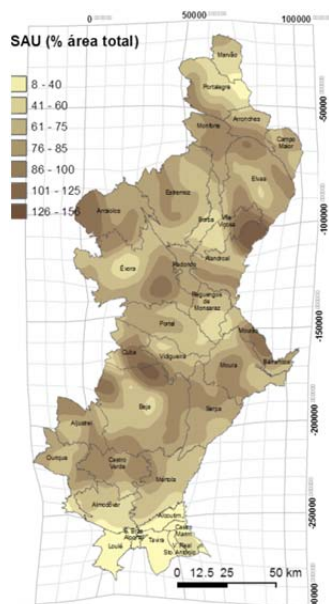 0
50000
100000
SAU (% área total)
8 - 40
41 - 60
61 - 75
76 - 85
86 - 100
101 - 125
126 - 156
Marvão
Portalegre
-50000
Monforte
Arronches
Campo Maior
Elvas
Estremoz
Arraiolos
Borba
Vila Viçosa
-100000
Redondo
Alandroal
Évora
Reguengos de Monsaraz
Portel
-150000
Mourão
Cuba
Vidigueira
Moura
Barrancos
Beja
Serpa
-200000
Aljustrel
Ourique
Castro Verde
Mértola
Almodôvar
-250000
Alcoutim
S. Brás Alportel
Castro Marim
Loulé
Tavira
V. Real Sto. António
0 12.5 25 50 km